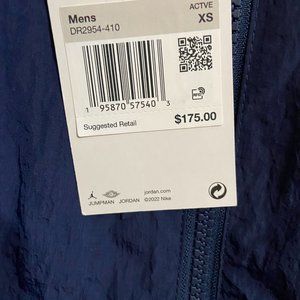 ACTVE
Mens XS
DR2954-410
1 95870 57540 3
RFID
Suggested Retail $175.00
jordan.com
JUMPMAN JORDAN ©2022 Nike